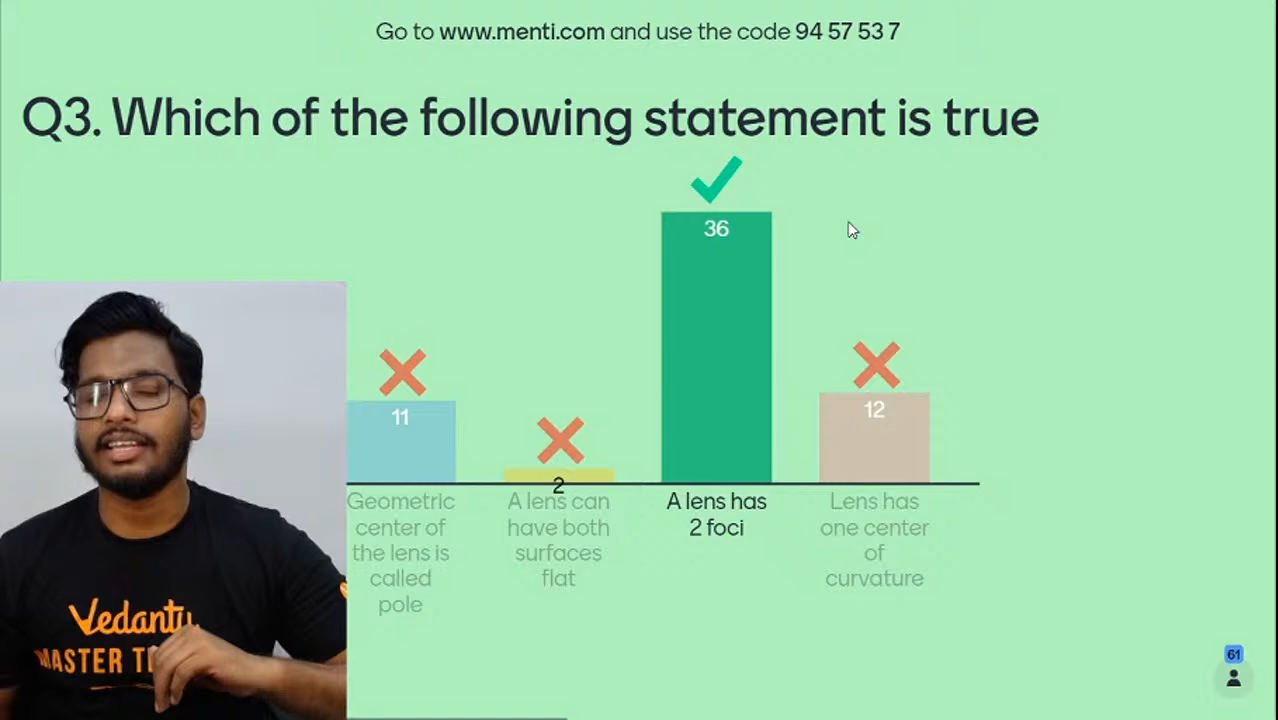 Go to www.menti.com and use the code 94 57 53 7
Q3. Which of the following statement is true
36
11
12
2
Geometric
center of
the lens is
called
pole
A lens can
have both
surfaces
flat
A lens has
2 foci
Lens has
one center
of
curvature
Vedantu
MASTER
61